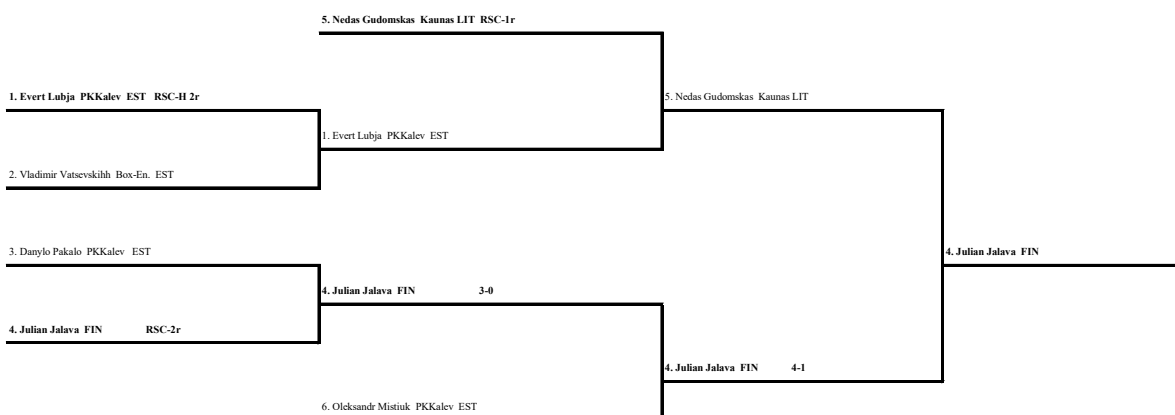 5. Nedas Gudomskas Kaunas LIT RSC-1r
1. Evert Lubja PKKalev EST RSC-H 2r
5. Nedas Gudomskas Kaunas LIT
1. Evert Lubja PKKalev EST
2. Vladimir Vatsevskihh Box-En. EST
3. Danylo Pakalo PKKalev EST
4. Julian Jalava FIN
4. Julian Jalava FIN 3-0
4. Julian Jalava FIN RSC-2r
4. Julian Jalava FIN 4-1
6. Oleksandr Mistiuk PKKalev EST